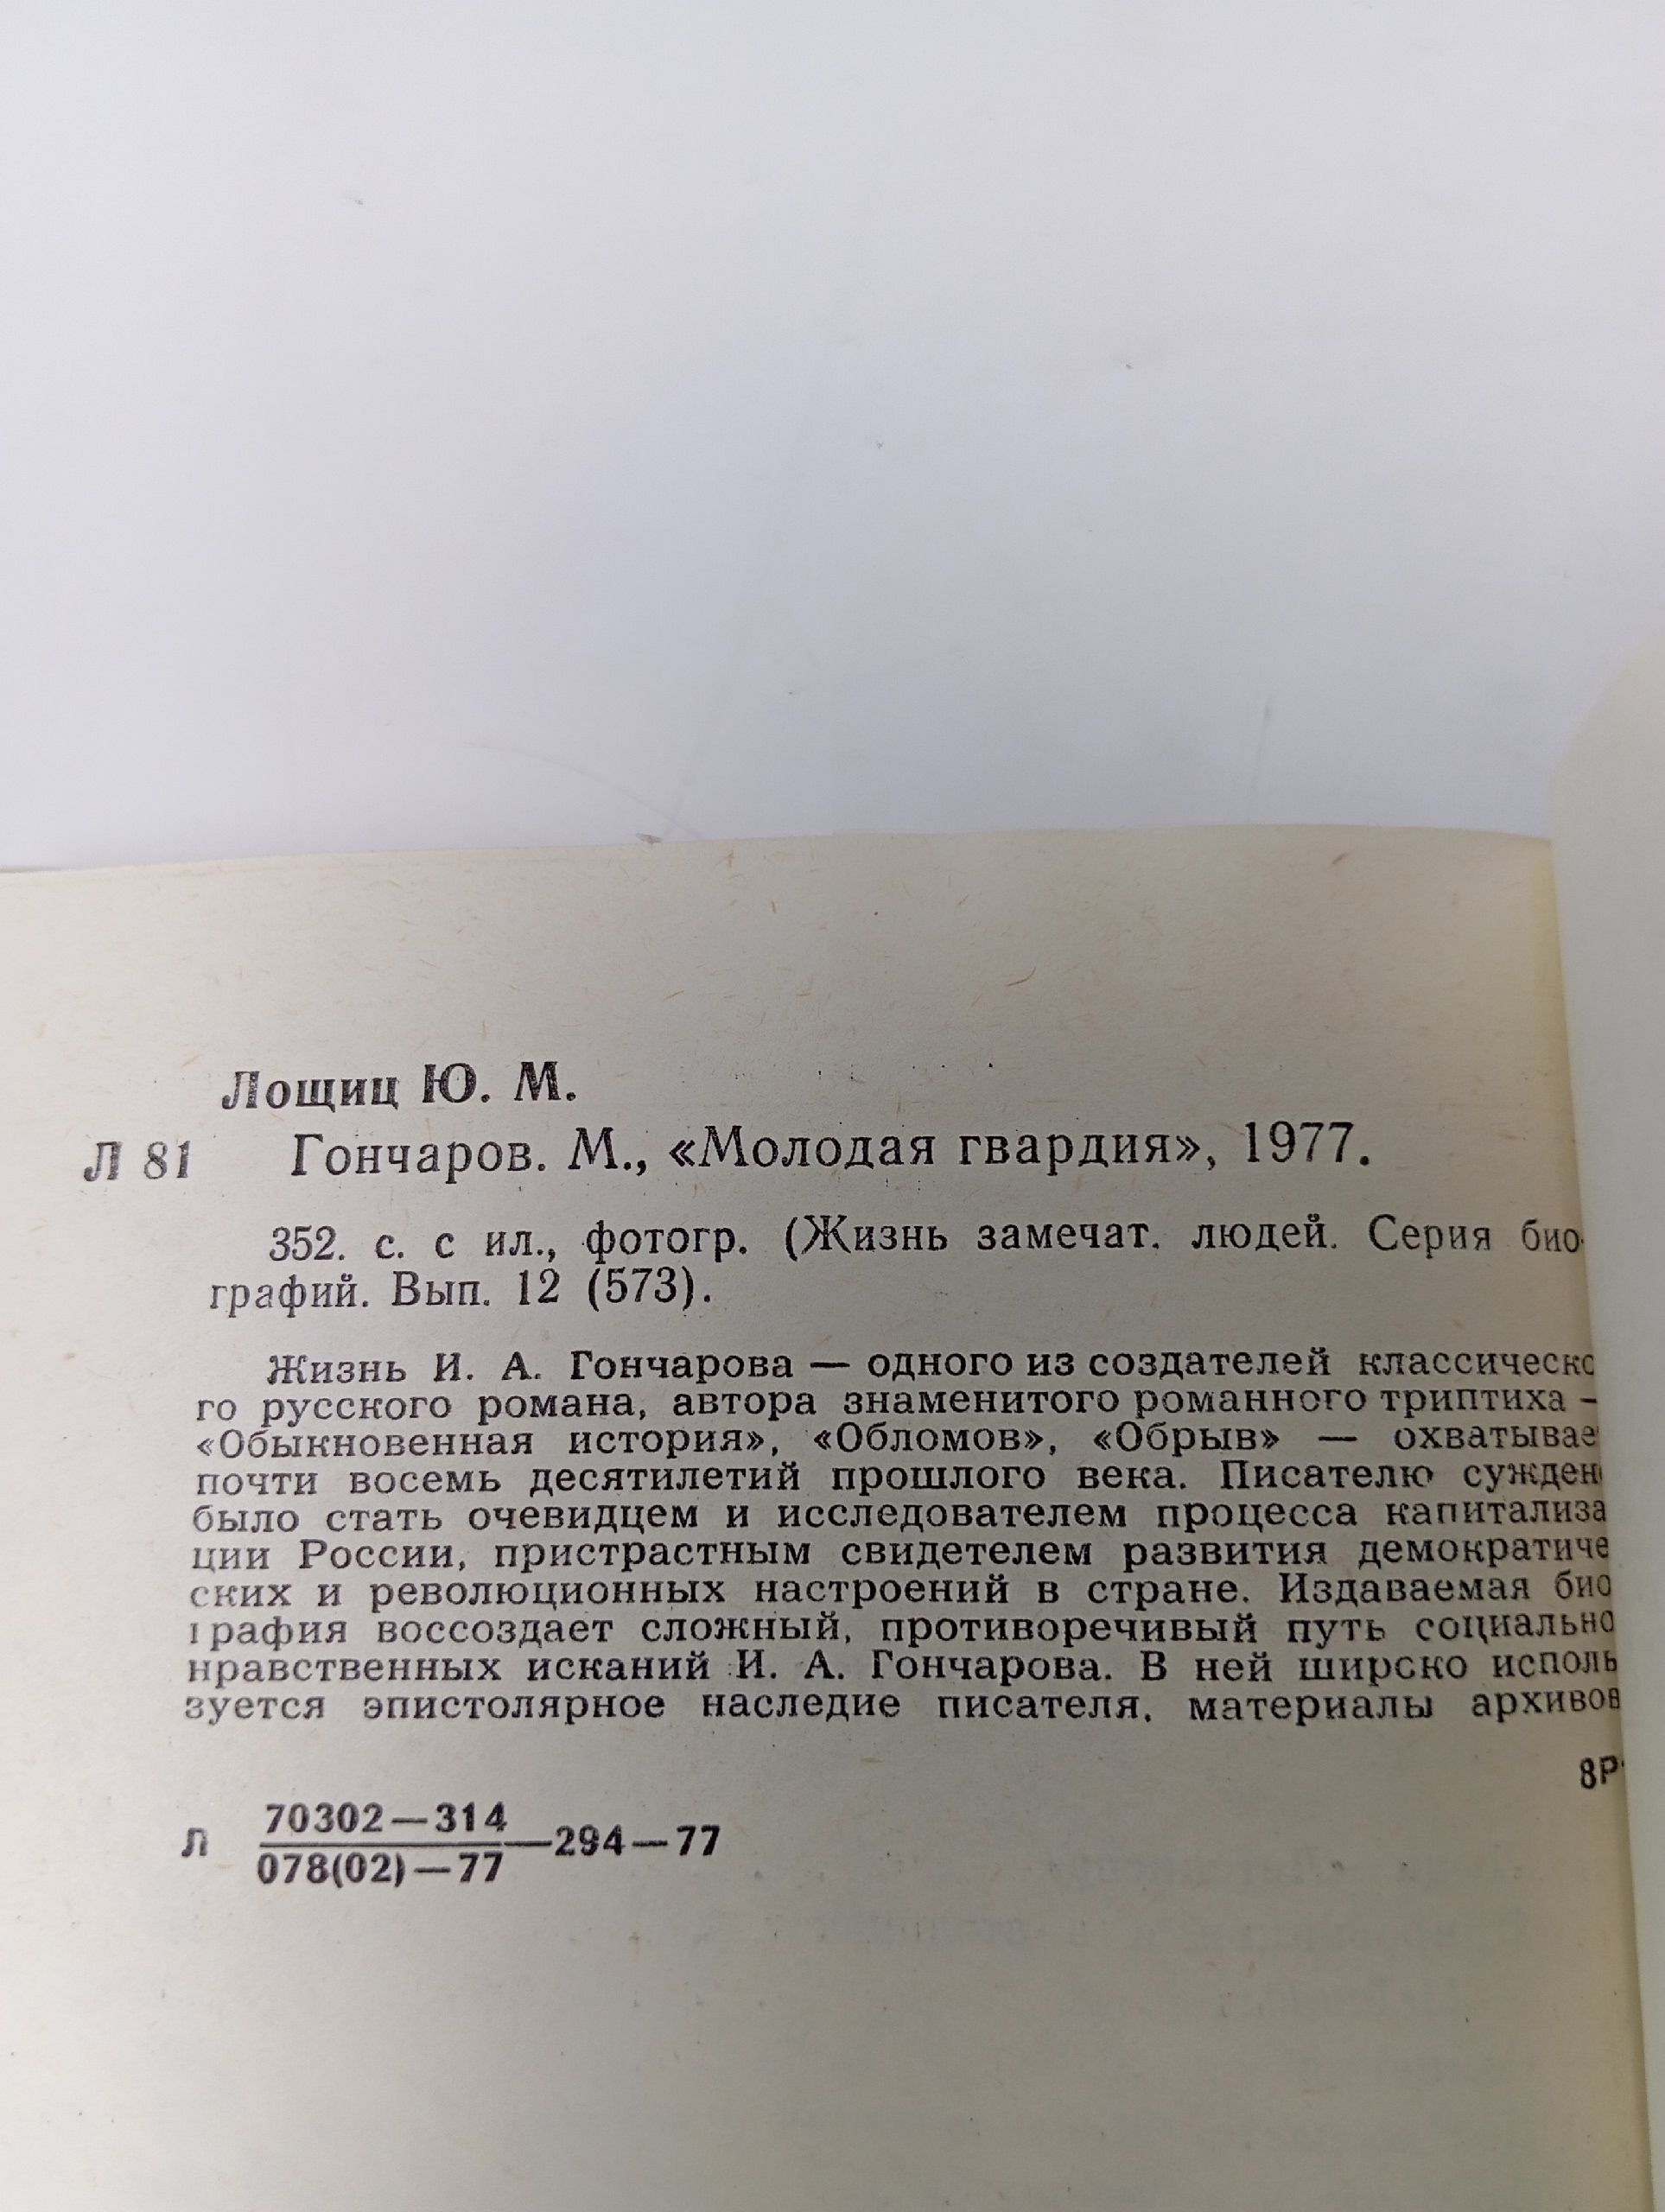 Лощиц Ю. М.
Л 81 Гончаров. М., «Молодая гвардия», 1977.
352. с. с ил., фотогр. (Жизнь замечат. людей. Серия био-
графий. Вып. 12 (573).
Жизнь И. А. Гончарова — одного из создателей классическо
го русского романа, автора знаменитого романного триптиха —
«Обыкновенная история», «Обломов», «Обрыв» — охватывае
почти восемь десятилетий прошлого века. Писателю сужден
было стать очевидцем и исследователем процесса капитализа
ции России, пристрастным свидетелем развития демократиче
ских и революционных настроений в стране. Издаваемая био
графия воссоздает сложный, противоречивый путь социально
нравственных исканий И. А. Гончарова. В ней широко исполь
зуется эпистолярное наследие писателя, материалы архивов
8Р
Л 70302—314
078(02)—77 —294—77